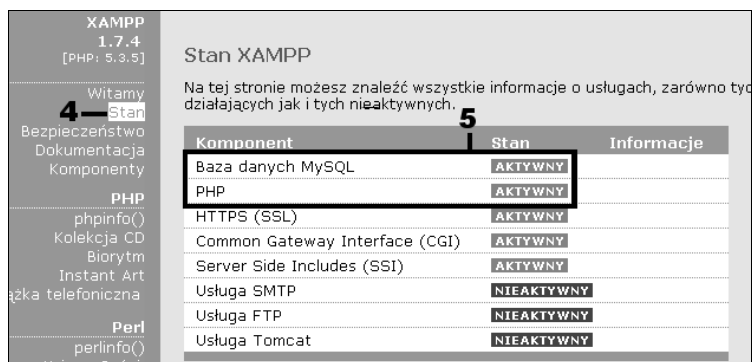 XAMPP
1.7.4
[PHP: 5.3.5]
Witamy
4
Stan
Bezpieczeństwo
Dokumentacja
Komponenty
PHP
phpinfo()
Kolekcja CD
Biorytm
Instant Art
ążka telefoniczna
Perl
perlinfo()
Stan XAMPP
Na tej stronie możesz znaleźć wszystkie informacje o usługach, zarówno tyc
działających jak i tych nieaktywnych.
5
Komponent Stan Informacje
Baza danych MySQL AKTYWNY
PHP AKTYWNY
HTTPS (SSL) AKTYWNY
Common Gateway Interface (CGI) AKTYWNY
Server Side Includes (SSI) AKTYWNY
Usługa SMTP NIEAKTYWNY
Usługa FTP NIEAKTYWNY
Usługa Tomcat NIEAKTYWNY